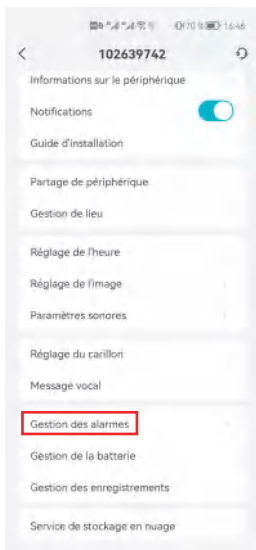 16:46
102639742
Informations sur le périphérique
Notifications
Guide d'installation
Partage de périphérique
Gestion de lieu
Réglage de l'heure
Réglage de l'image
Paramètres sonores
Réglage du carillon
Message vocal
Gestion des alarmes
Gestion de la batterie
Gestion des enregistrements
Service de stockage en nuage